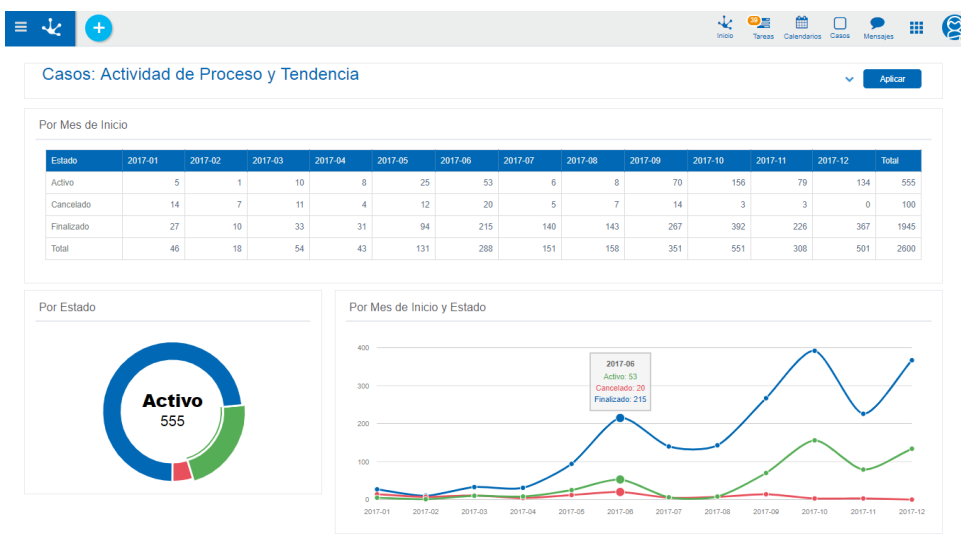 39
Inicio Tareas Calendarios Casos Mensajes
Casos: Actividad de Proceso y Tendencia
Aplicar
Por Mes de Inicio
Estado 2017-01 2017-02 2017-03 2017-04 2017-05 2017-06 2017-07 2017-08 2017-09 2017-10 2017-11 2017-12 Total
Activo 5 1 10 8 25 53 6 8 70 156 79 134 555
Cancelado 14 7 11 4 12 20 5 7 14 3 3 0 100
Finalizado 27 10 33 31 94 215 140 143 267 392 226 367 1945
Total 46 18 54 43 131 288 151 158 351 551 308 501 2600
Por Estado
Activo
555
Por Mes de Inicio y Estado
400
300
200
100
0
2017-06
Activo: 53
Cancelado: 20
Finalizado: 215
2017-01 2017-02 2017-03 2017-04 2017-05 2017-06 2017-07 2017-08 2017-09 2017-10 2017-11 2017-12